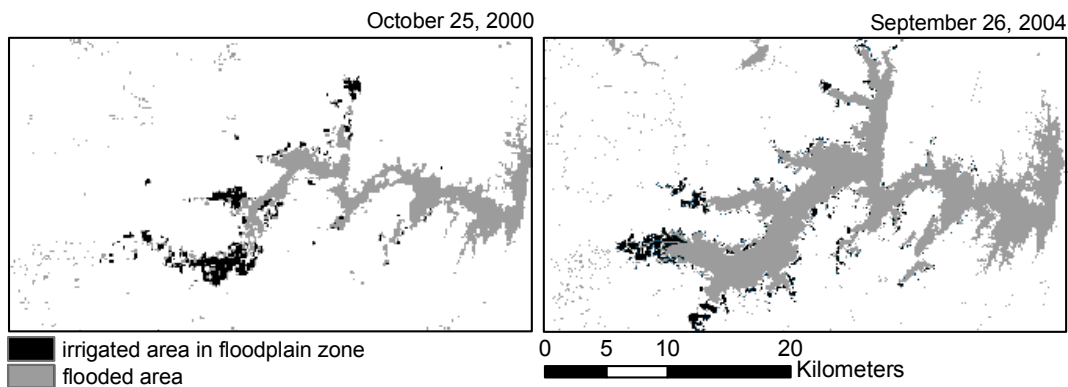 October 25, 2000
September 26, 2004
irrigated area in floodplain zone
flooded area
0 5 10 20
Kilometers